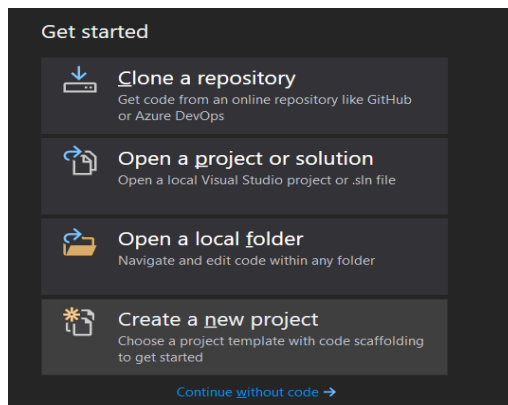 Get started
Clone a repository
Get code from an online repository like GitHub
or Azure DevOps
Open a project or solution
Open a local Visual Studio project or .sln file
Open a local folder
Navigate and edit code within any folder
Create a new project
Choose a project template with code scaffolding
to get started
Continue without code →